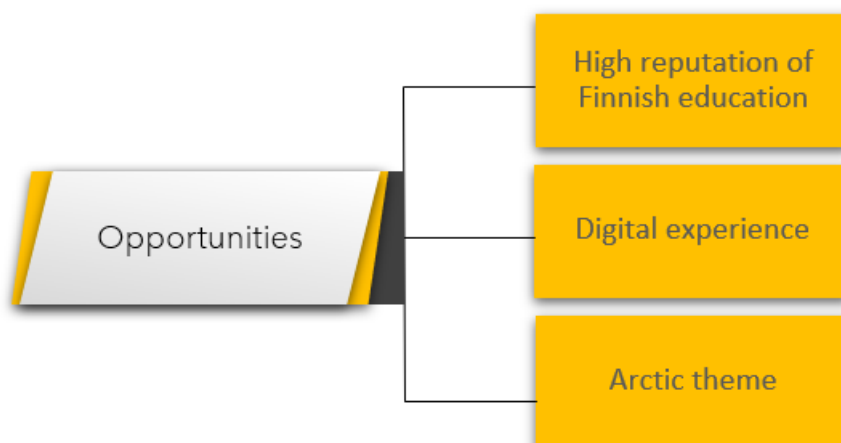 Opportunities
High reputation of
Finnish education
Digital experience
Arctic theme